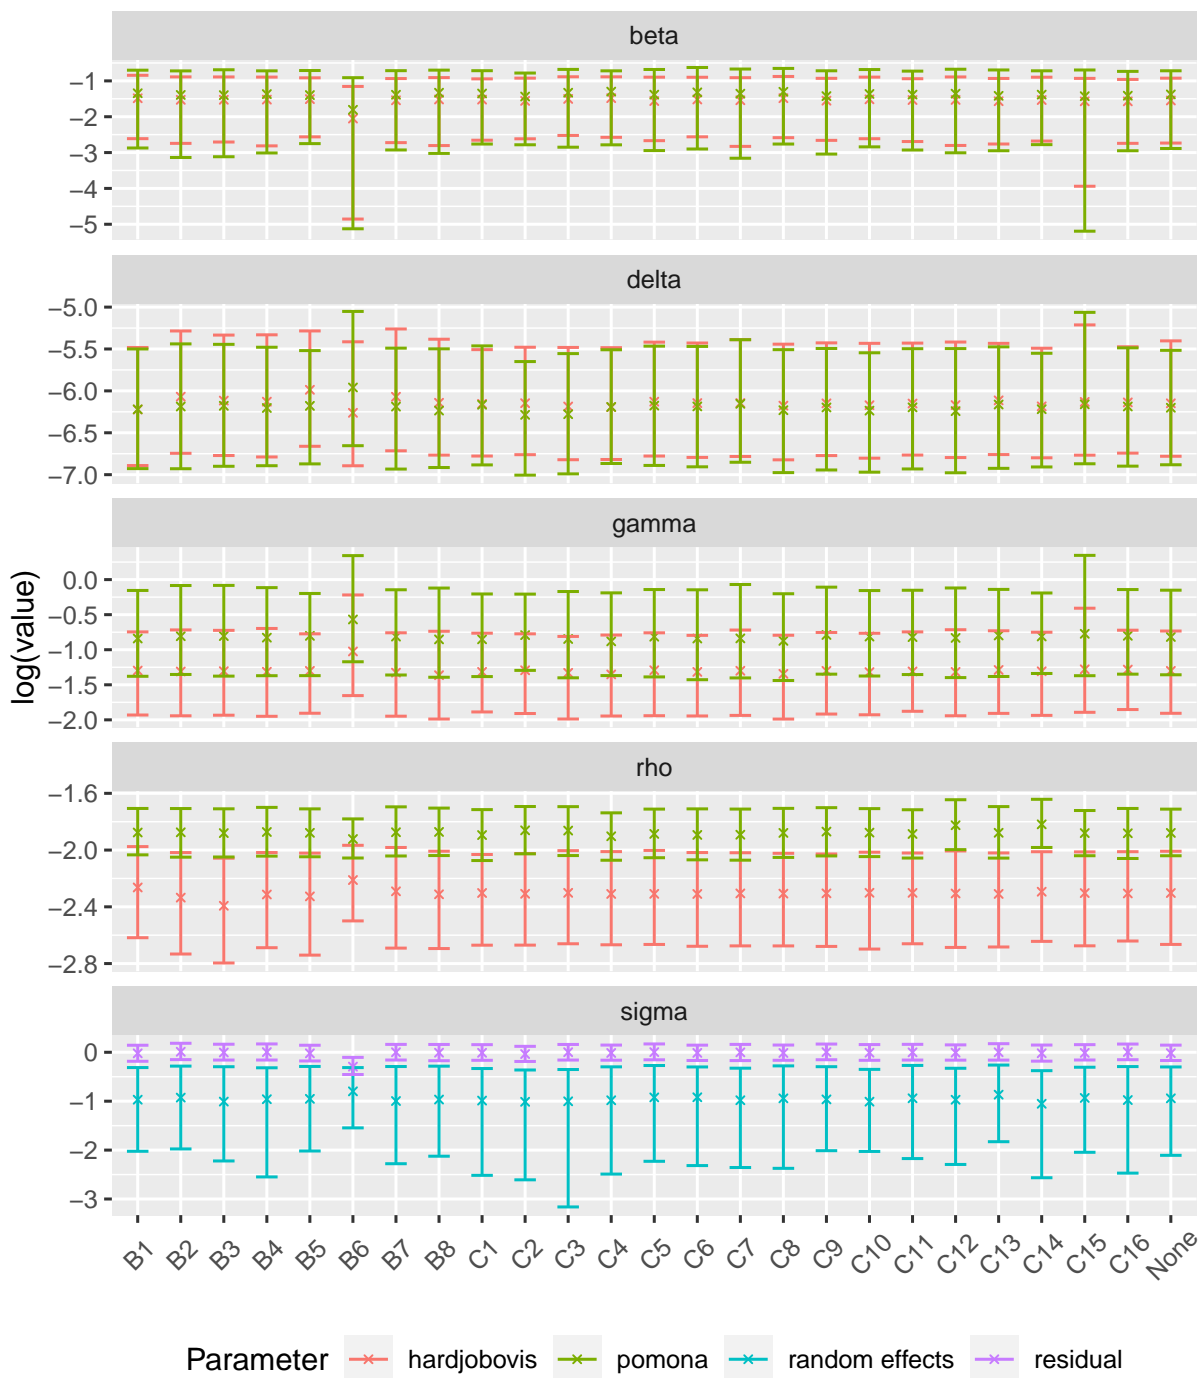 beta
−1
−2
−3
−4
−5
delta
−5.0
−5.5
−6.0
−6.5
−7.0
gamma
0.0
−0.5
−1.0
−1.5
−2.0
log(value)
rho
−1.6
−2.0
−2.4
−2.8
sigma
0
−1
−2
−3
B1 B2 B3 B4 B5 B6 B7 B8 C1 C2 C3 C4 C5 C6 C7 C8 C9 C10 C11 C12 C13 C14 C15 C16 None
Parameter hardjobovis pomona random effects residual